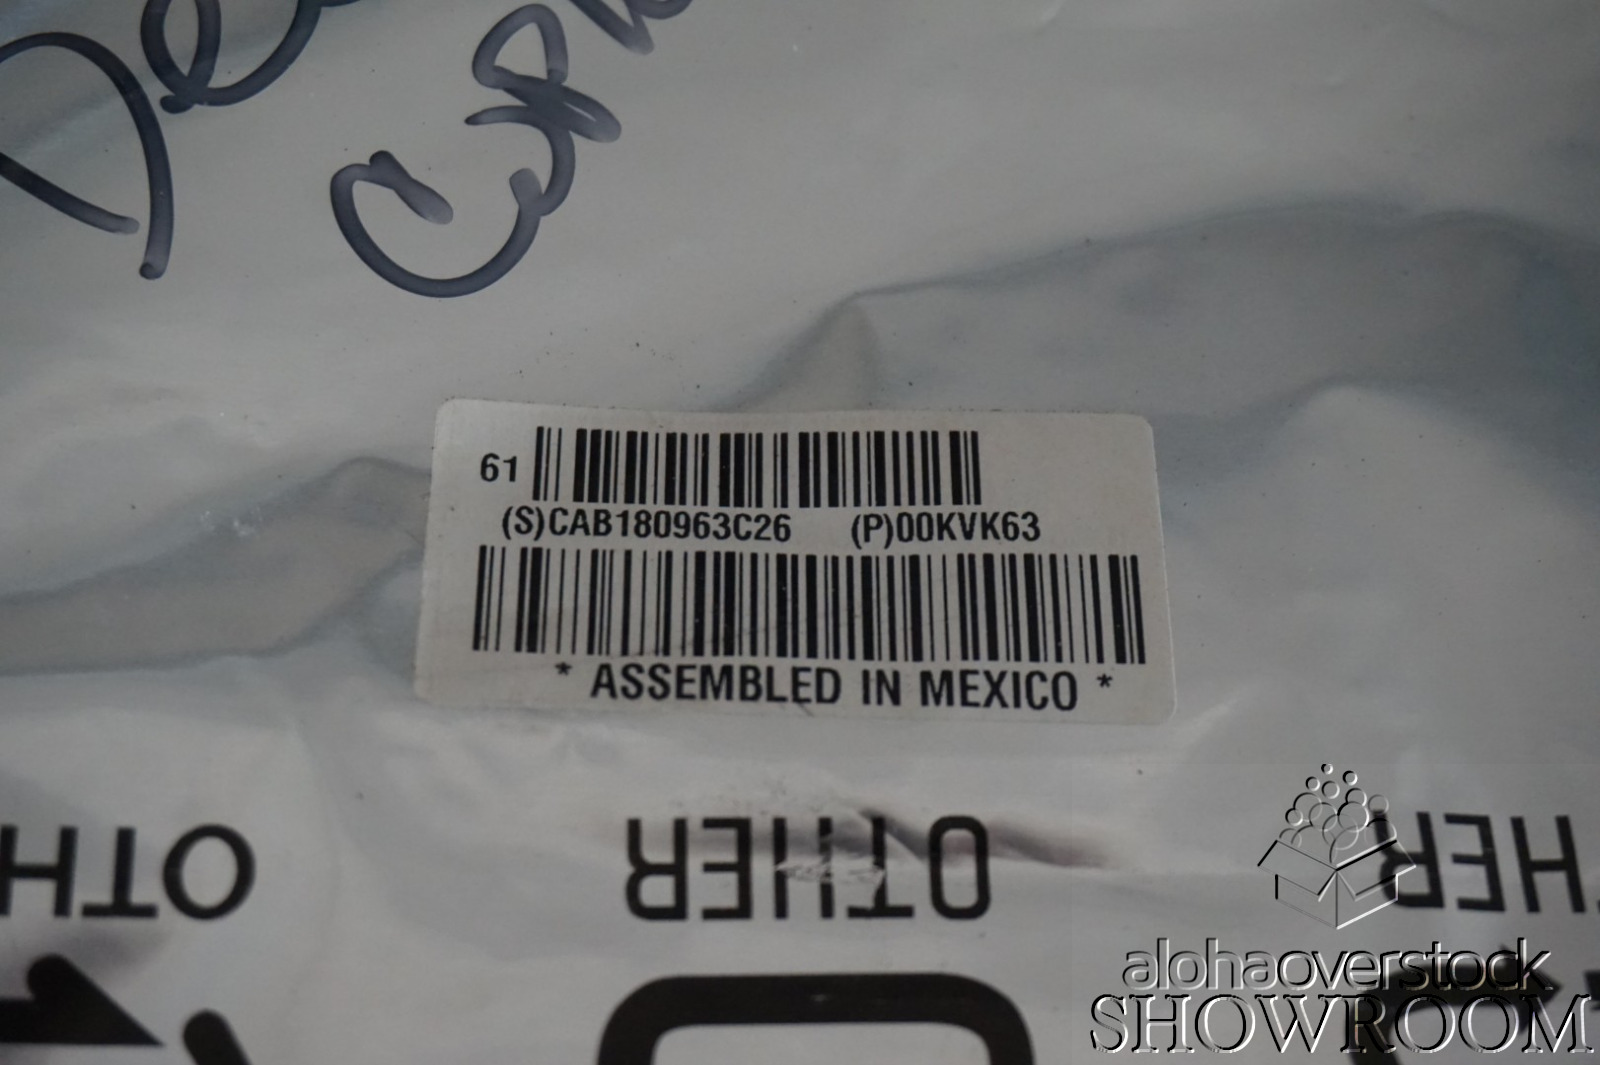 61
(S)CAB180963C26 (P)00KVK63
* ASSEMBLED IN MEXICO *
OTHER
alohaoverstock
SHOWROOM